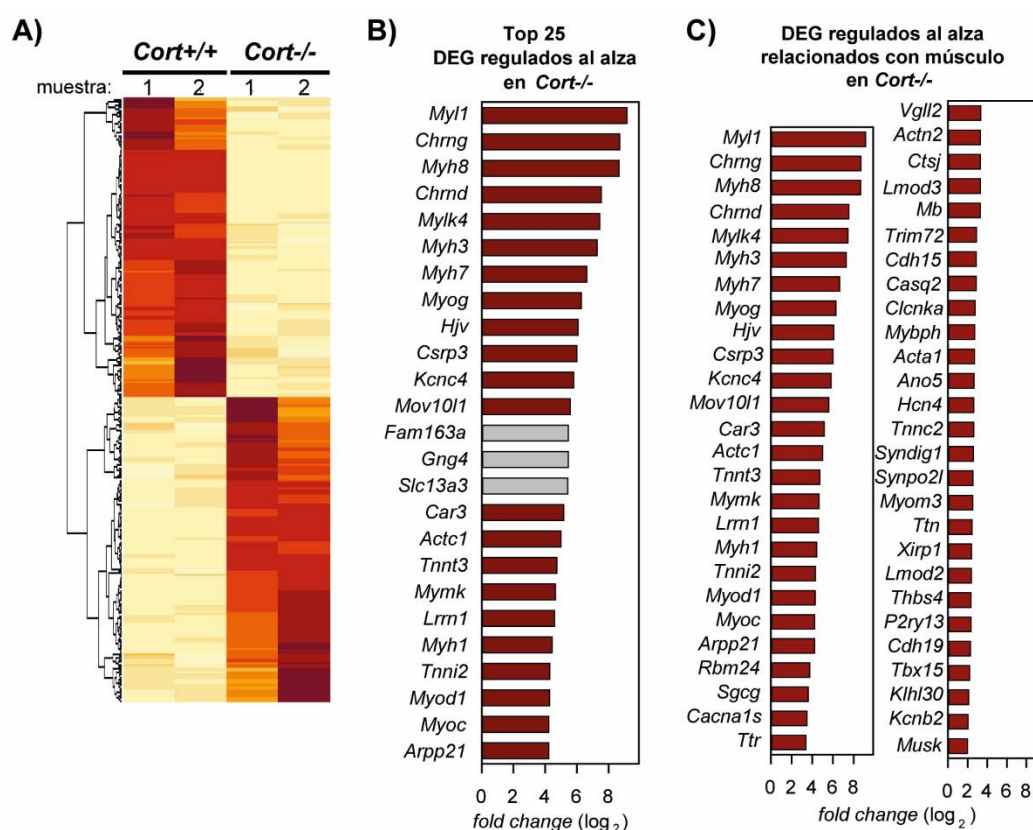 A)
Cort+/+ Cort-/-
muestra: 1 2 1 2
B)
Top 25
DEG regulados al alza
en Cort-/-
Myl1
Chrng
Myh8
Chrnd
Mylk4
Myh3
Myh7
Myog
Hjv
Csrp3
Kcnc4
Mov10l1
Fam163a
Gng4
Slc13a3
Car3
Actc1
Tnnt3
Mymk
Lrrn1
Myh1
Tnni2
Myod1
Myoc
Arpp21
0 2 4 6 8
fold change (log2)
C)
DEG regulados al alza
relacionados con músculo
en Cort-/-
Myl1
Chrng
Myh8
Chrnd
Mylk4
Myh3
Myh7
Myog
Hjv
Csrp3
Kcnc4
Mov10l1
Car3
Actc1
Tnnt3
Mymk
Lrrn1
Myh1
Tnni2
Myod1
Myoc
Arpp21
Rbm24
Sgcg
Cacna1s
Ttr
0 2 4 6 8
Vgll2
Actn2
Ctsj
Lmod3
Mb
Trim72
Cdh15
Casq2
Clcnka
Mybph
Acta1
Ano5
Hcn4
Tnnc2
Syndig1
Synpo2l
Myom3
Ttn
Xirp1
Lmod2
Thbs4
P2ry13
Cdh19
Tbx15
Klhl30
Kcnb2
Musk
0 2 4 6 8
fold change (log2)